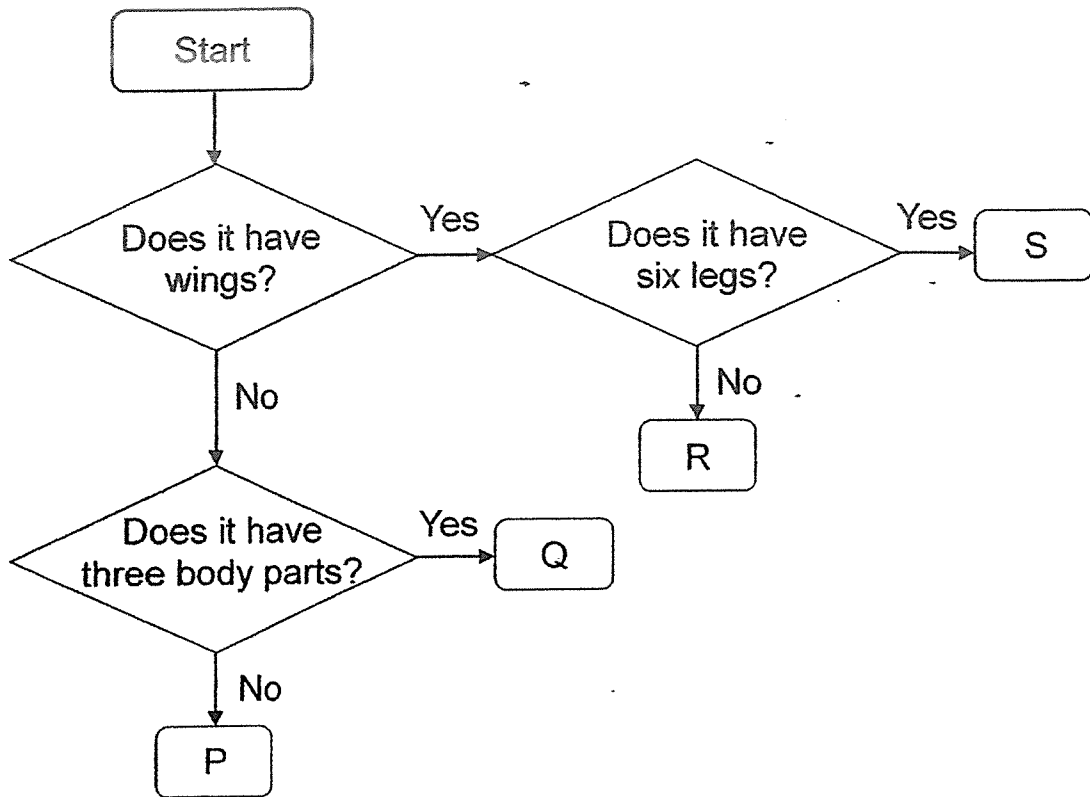 Start
Does it have
wings?
Yes
Does it have
six legs?
Yes
S
No
No
R
Does it have
three body parts?
Yes
Q
No
P